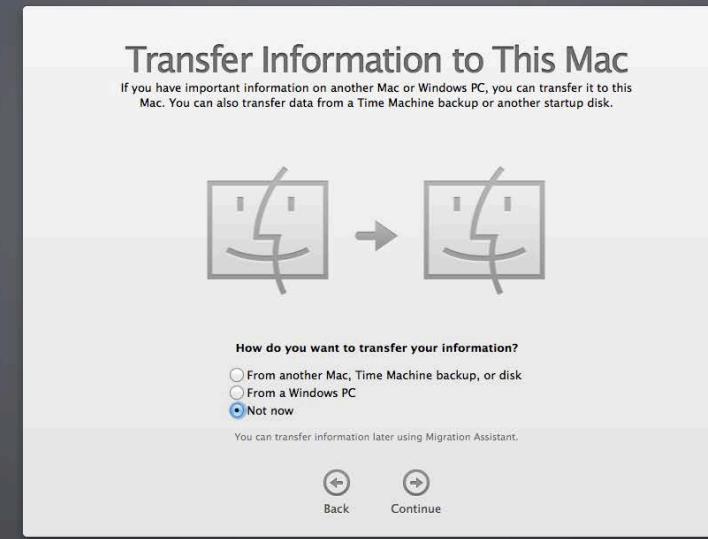 Transfer Information to This Mac
If you have important information on another Mac or Windows PC, you can transfer it to this
Mac. You can also transfer data from a Time Machine backup or another startup disk.
How do you want to transfer your information?
From another Mac, Time Machine backup, or disk
From a Windows PC
Not now
You can transfer information later using Migration Assistant.
Back Continue